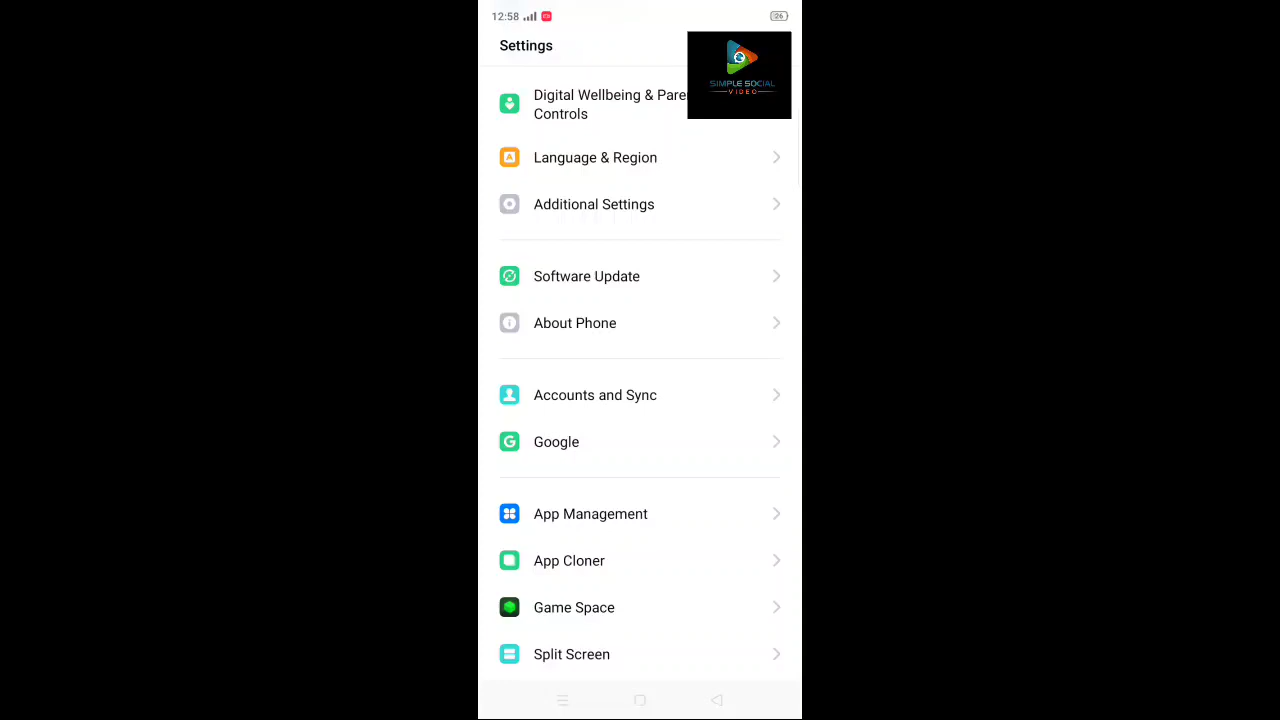 12:58
26
Settings
SIMPLE SOCIAL
VIDEO
Digital Wellbeing &
Controls
Language & Region
Additional Settings
Software Update
About Phone
Accounts and Sync
Google
App Management
App Cloner
Game Space
Split Screen